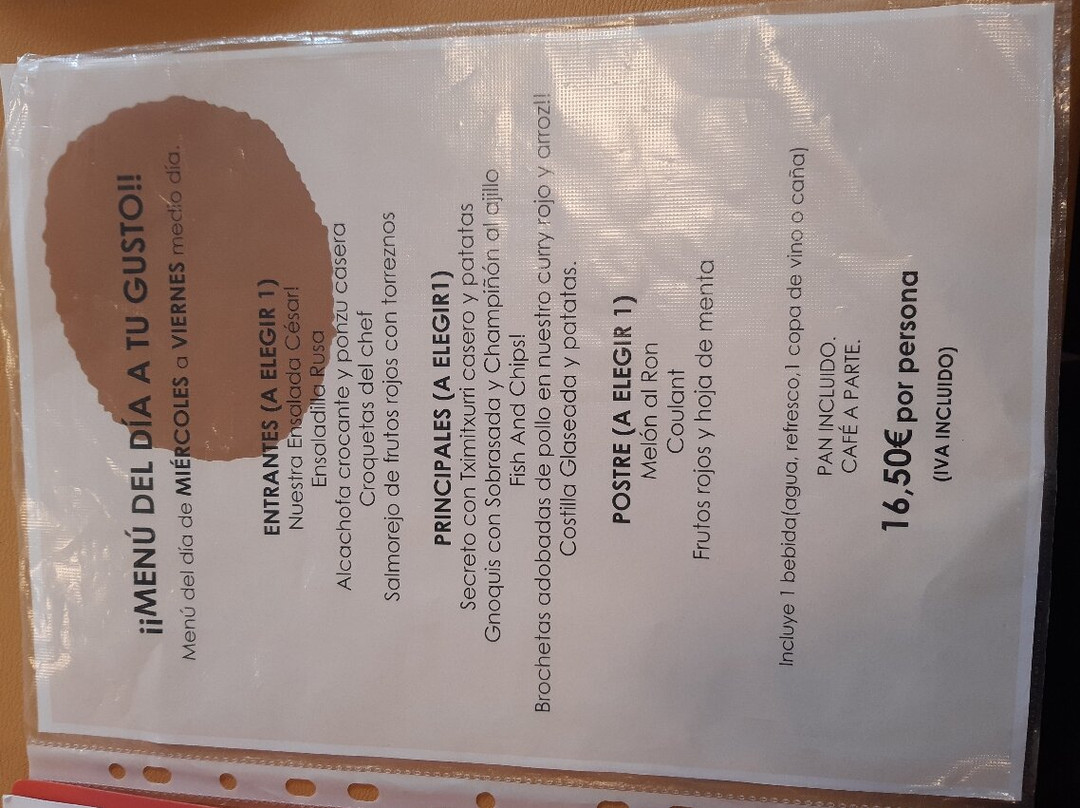 ¡¡MENÚ DEL DÍA A TU GUSTO!!
Menú del día de MIÉRCOLES a VIERNES medio día.
ENTRANTES (A ELEGIR 1)
Nuestra Ensalada César!
Ensaladilla Rusa
Alcachofa crocante y ponzu casera
Croquetas del chef
Salmorejo de frutos rojos con torreznos
PRINCIPALES (A ELEGIR1)
Secreto con Tximitxurri casero y patatas
Gnoquis con Sobrasada y Champiñón al ajillo
Fish And Chips!
Brochetas adobadas de pollo en nuestro curry rojo y arroz!!
Costilla Glaseada y patatas.
POSTRE (A ELEGIR 1)
Melón al Ron
Coulant
Frutos rojos y hoja de menta
Incluye 1 bebida(agua, refresco,1 copa de vino o caña)
PAN INCLUIDO.
CAFÉ A PARTE.
16,50€ por persona
(IVA INCLUIDO)